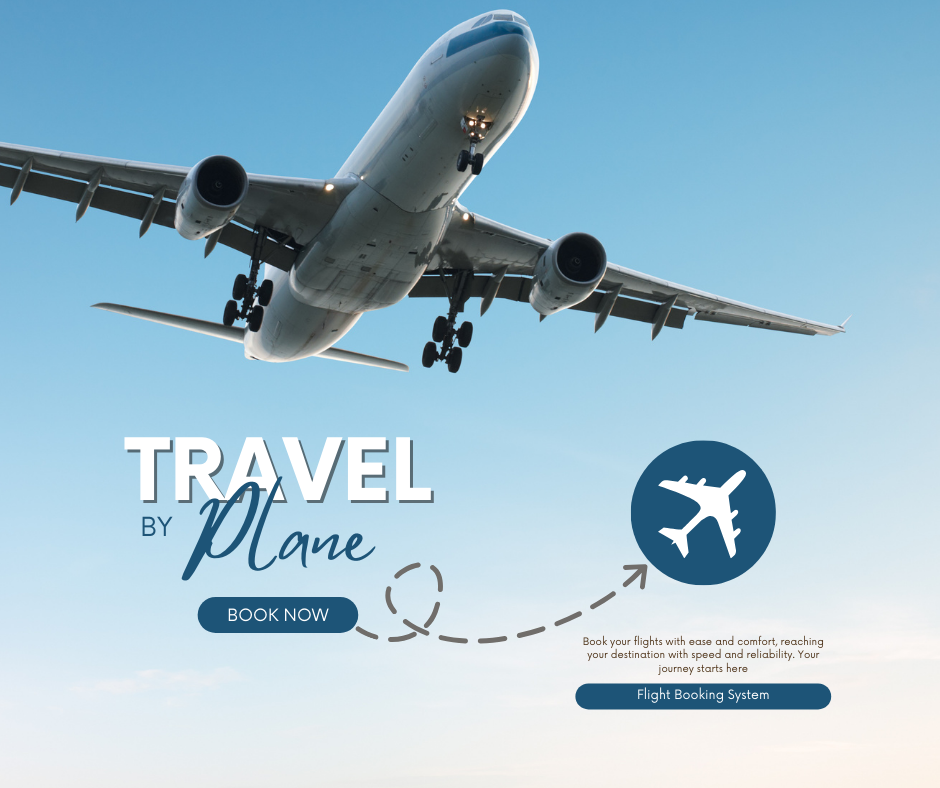 TRAVEL
BY Plane
BOOK NOW
Book your flights with ease and comfort, reaching
your destination with speed and reliability. Your
journey starts here
Flight Booking System